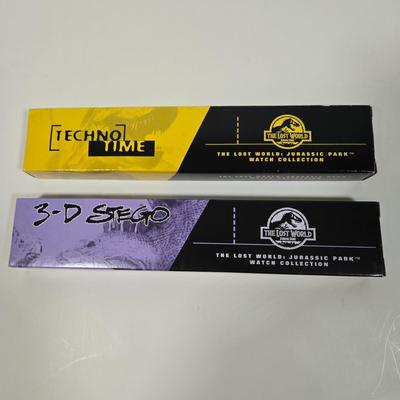 TECHNO
TIME
THE LOST WORLD
JURASSIC PARK
THE LOST WORLD: JURASSIC PARK™
WATCH COLLECTION
3-D STEGO
THE LOST WORLD
JURASSIC PARK
THE LOST WORLD: JURASSIC PARK™
WATCH COLLECTION